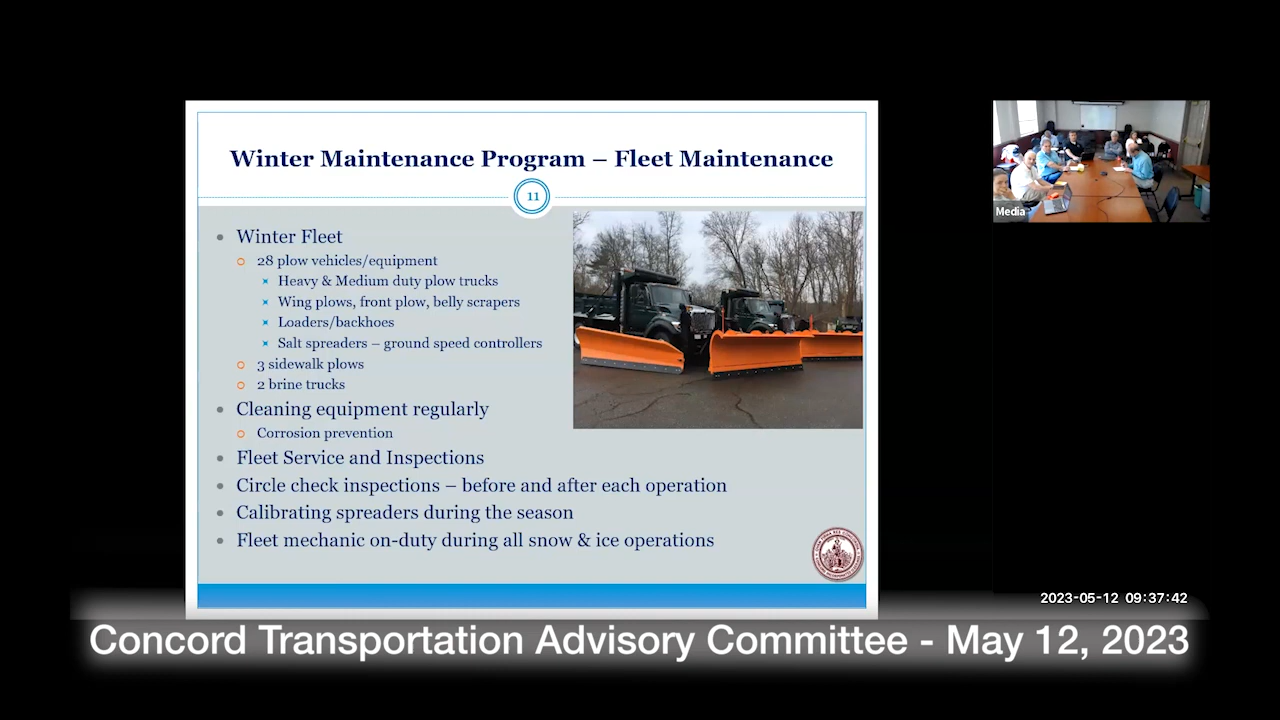 Winter Maintenance Program – Fleet Maintenance
11
Winter Fleet
28 plow vehicles/equipment
Heavy & Medium duty plow trucks
Wing plows, front plow, belly scrapers
Loaders/backhoes
Salt spreaders – ground speed controllers
3 sidewalk plows
2 brine trucks
Cleaning equipment regularly
Corrosion prevention
Fleet Service and Inspections
Circle check inspections – before and after each operation
Calibrating spreaders during the season
Fleet mechanic on-duty during all snow & ice operations
Media
2023-05-12 09:37:42
Concord Transportation Advisory Committee - May 12, 2023